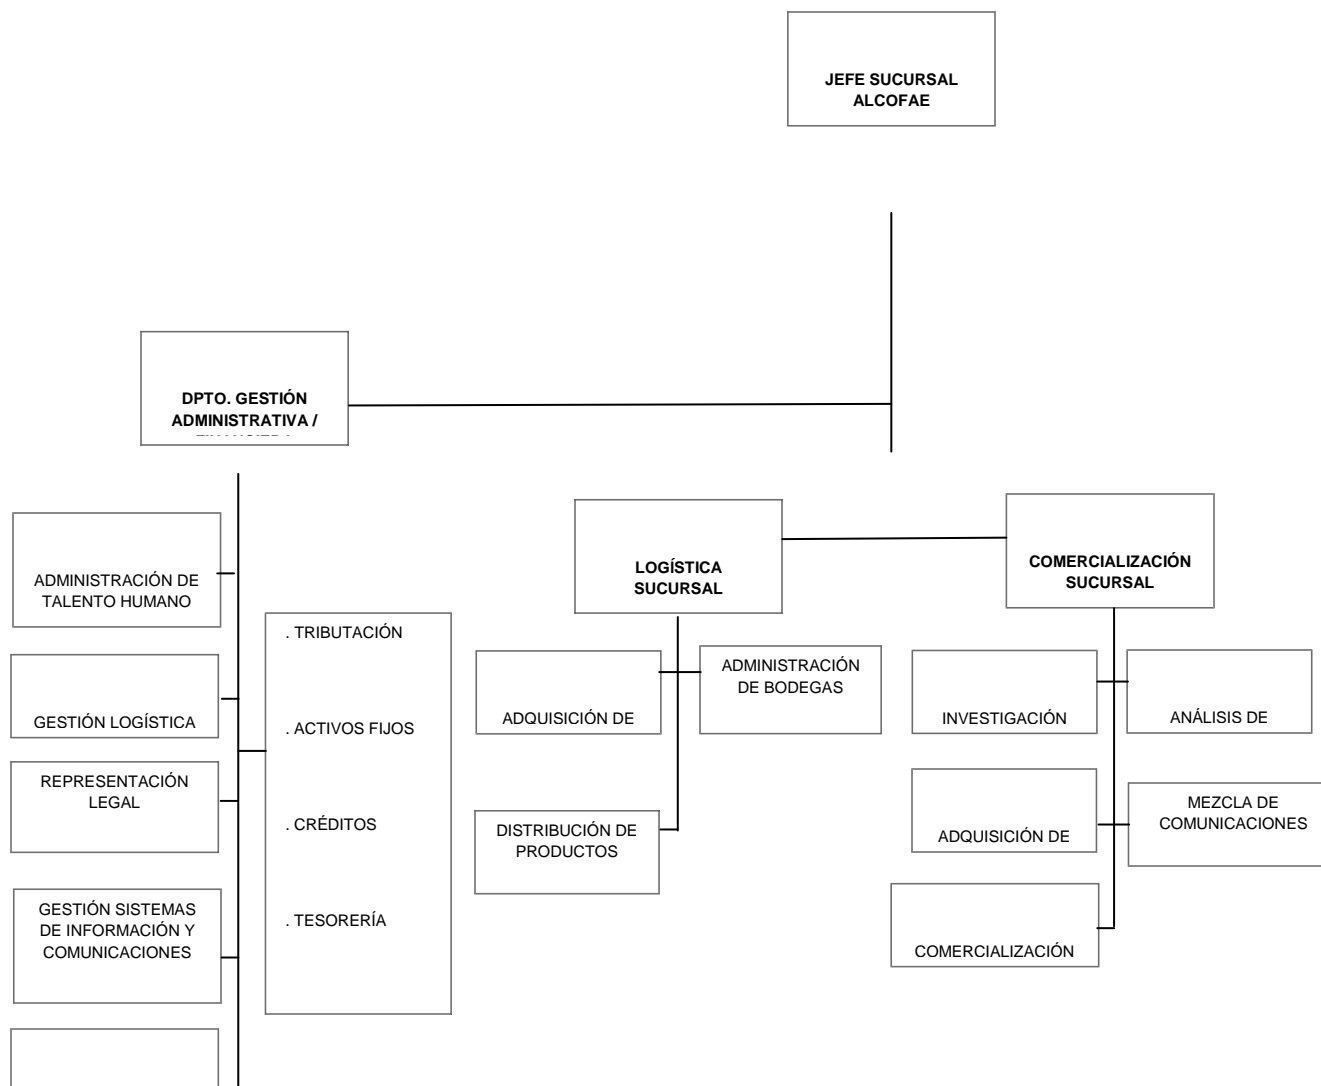 JEFE SUCURSAL
ALCOFAE
DPTO. GESTIÓN
ADMINISTRATIVA /
ADMINISTRACIÓN DE
TALENTO HUMANO
GESTIÓN LOGÍSTICA
REPRESENTACIÓN
LEGAL
GESTIÓN SISTEMAS
DE INFORMACIÓN Y
COMUNICACIONES
. TRIBUTACIÓN
. ACTIVOS FIJOS
. CRÉDITOS
. TESORERÍA
LOGÍSTICA
SUCURSAL
ADQUISICIÓN DE
ADMINISTRACIÓN
DE BODEGAS
DISTRIBUCIÓN DE
PRODUCTOS
COMERCIALIZACIÓN
SUCURSAL
INVESTIGACIÓN
ANÁLISIS DE
ADQUISICIÓN DE
MEZCLA DE
COMUNICACIONES
COMERCIALIZACIÓN